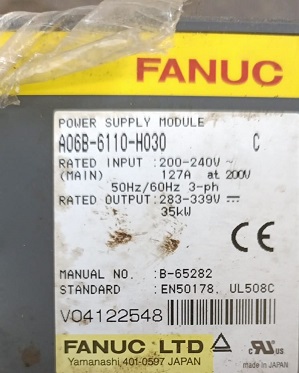 FANUC
POWER SUPPLY MODULE
A06B-6110-H030 C
RATED INPUT :200-240V ~
(MAIN) 127A at 200V
50Hz/60Hz 3-ph
RATED OUTPUT:283-339V ⎓
35kW
CE
MANUAL NO. :B-65282
STANDARD :EN50178. UL508C
V04122548
FANUC LTD
Yamanashi 401-0597 JAPAN
c RU US
made in JAPAN